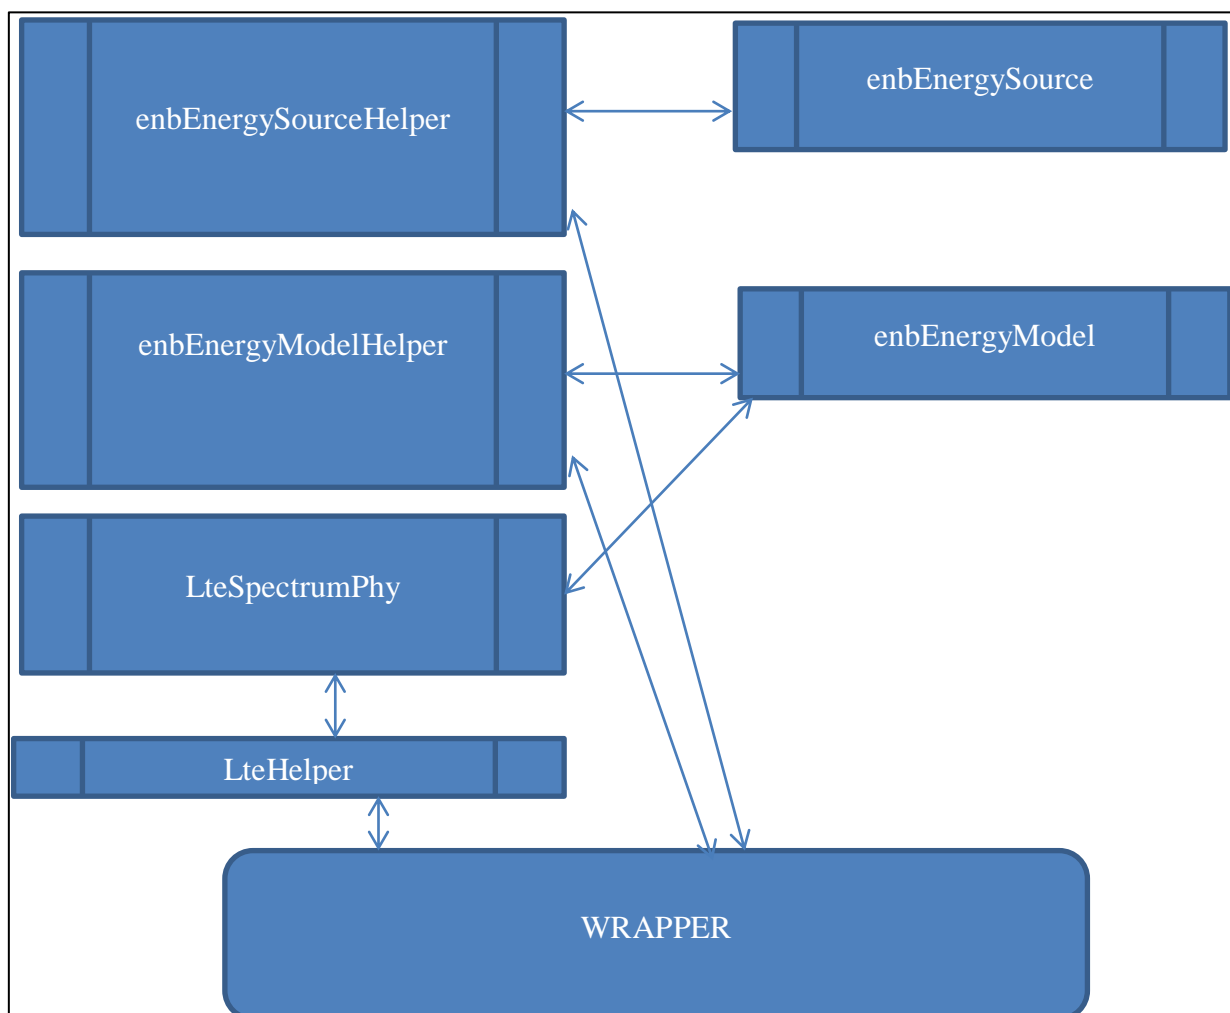 enbEnergySourceHelper
enbEnergySource
enbEnergyModelHelper
enbEnergyModel
LteSpectrumPhy
LteHelper
WRAPPER